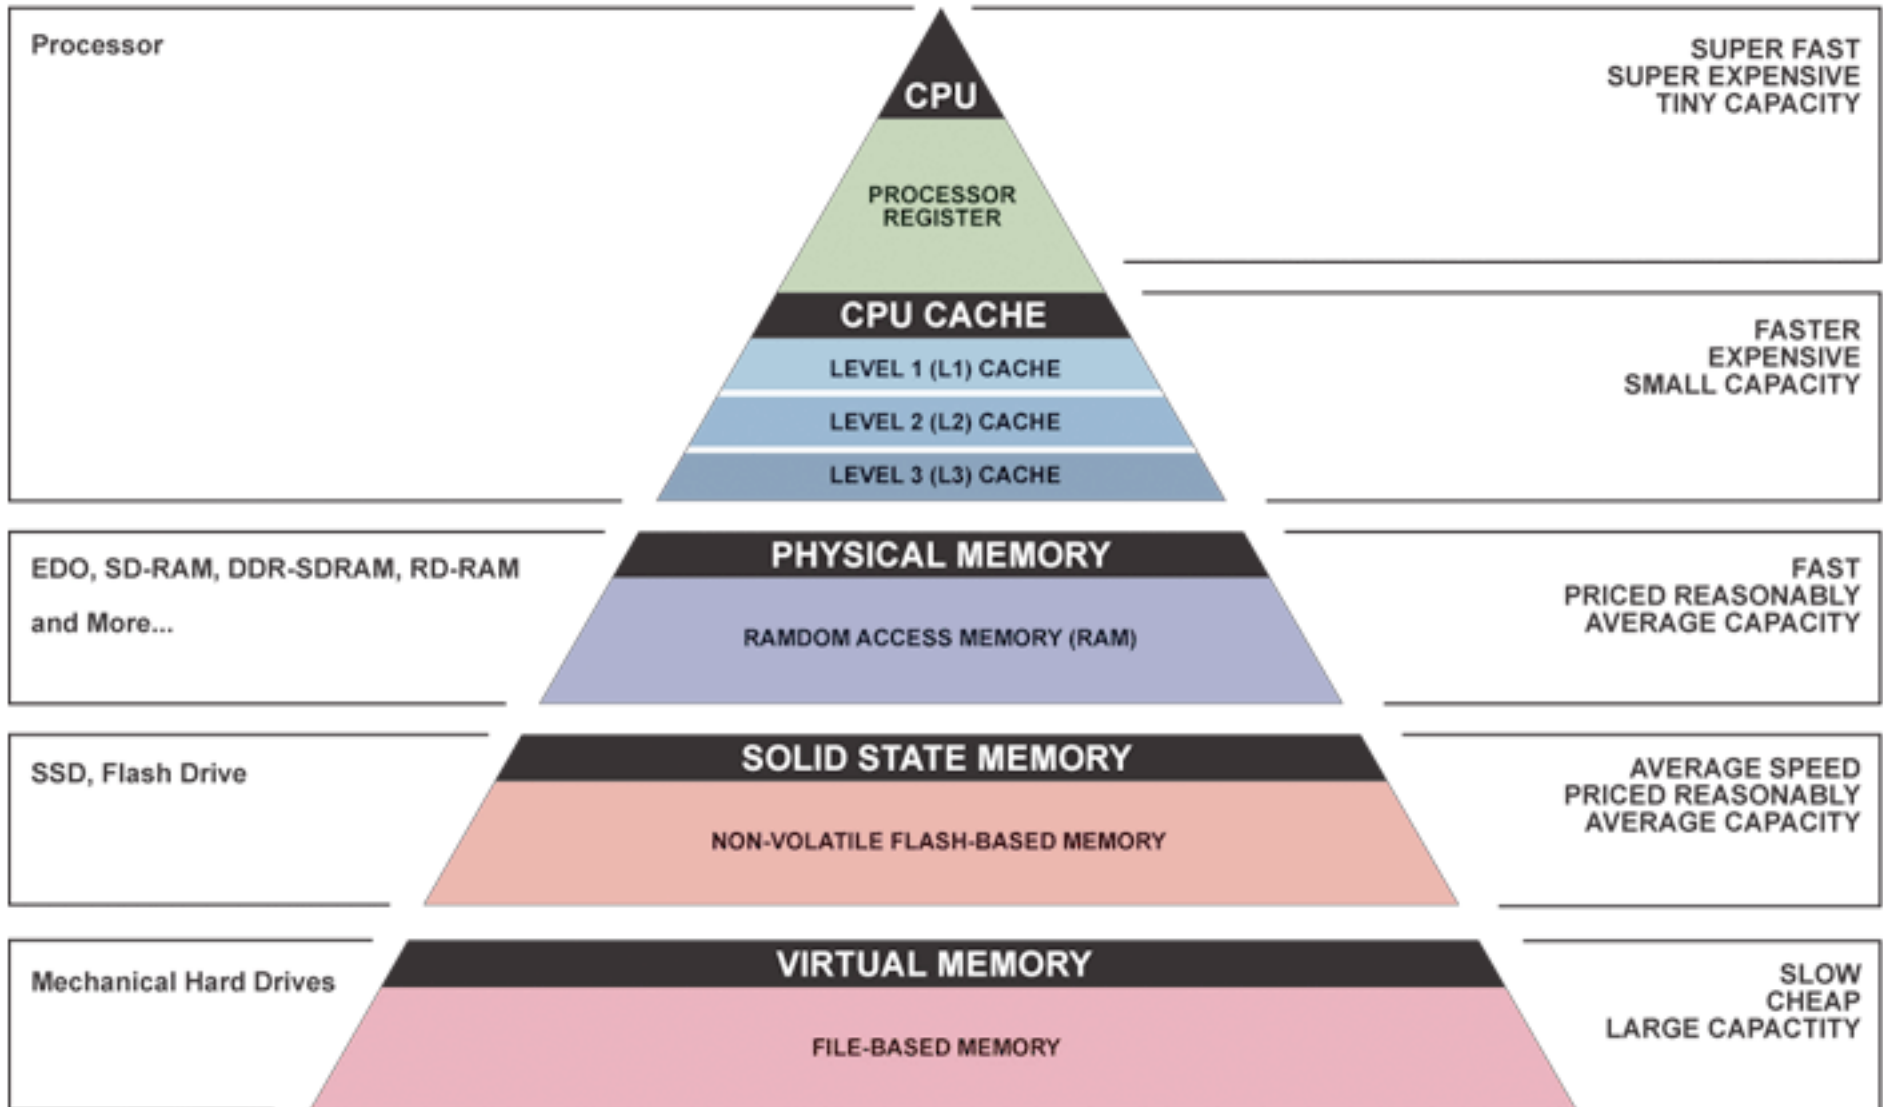 Processor
SUPER FAST
SUPER EXPENSIVE
TINY CAPACITY
CPU
PROCESSOR
REGISTER
CPU CACHE
LEVEL 1 (L1) CACHE
LEVEL 2 (L2) CACHE
LEVEL 3 (L3) CACHE
FASTER
EXPENSIVE
SMALL CAPACITY
EDO, SD-RAM, DDR-SDRAM, RD-RAM
and More...
PHYSICAL MEMORY
RAMDOM ACCESS MEMORY (RAM)
FAST
PRICED REASONABLY
AVERAGE CAPACITY
SSD, Flash Drive
SOLID STATE MEMORY
NON-VOLATILE FLASH-BASED MEMORY
AVERAGE SPEED
PRICED REASONABLY
AVERAGE CAPACITY
Mechanical Hard Drives
VIRTUAL MEMORY
FILE-BASED MEMORY
SLOW
CHEAP
LARGE CAPACTITY